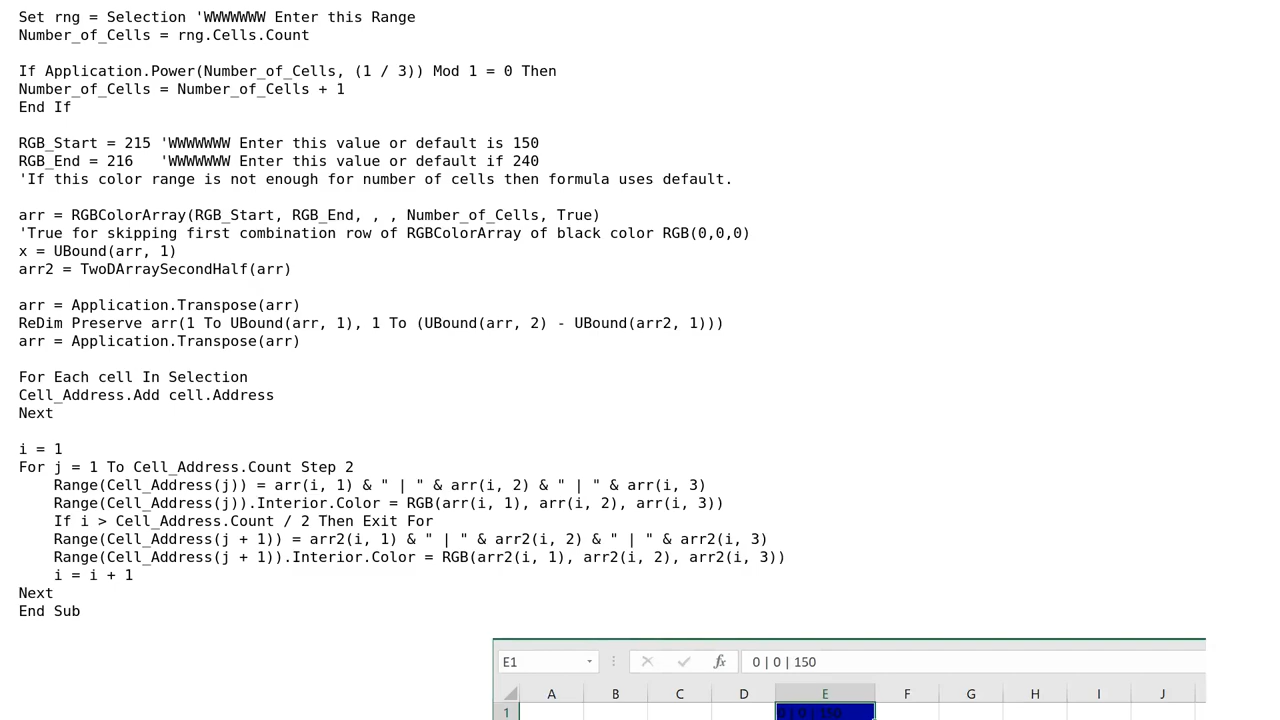 Set rng = Selection 'WWWWWWW Enter this Range
Number_of_Cells = rng.Cells.Count

If Application.Power(Number_of_Cells, (1 / 3)) Mod 1 = 0 Then
Number_of_Cells = Number_of_Cells + 1
End If

RGB_Start = 215 'WWWWWWW Enter this value or default is 150
RGB_End = 216   'WWWWWWW Enter this value or default if 240
'If this color range is not enough for number of cells then formula uses default.

arr = RGBColorArray(RGB_Start, RGB_End, , , Number_of_Cells, True)
'True for skipping first combination row of RGBColorArray of black color RGB(0,0,0)
x = UBound(arr, 1)
arr2 = TwoDArraySecondHalf(arr)

arr = Application.Transpose(arr)
ReDim Preserve arr(1 To UBound(arr, 1), 1 To (UBound(arr, 2) - UBound(arr2, 1)))
arr = Application.Transpose(arr)

For Each cell In Selection
Cell_Address.Add cell.Address
Next

i = 1
For j = 1 To Cell_Address.Count Step 2
    Range(Cell_Address(j)) = arr(i, 1) & " | " & arr(i, 2) & " | " & arr(i, 3)
    Range(Cell_Address(j)).Interior.Color = RGB(arr(i, 1), arr(i, 2), arr(i, 3))
    If i > Cell_Address.Count / 2 Then Exit For
    Range(Cell_Address(j + 1)) = arr2(i, 1) & " | " & arr2(i, 2) & " | " & arr2(i, 3)
    Range(Cell_Address(j + 1)).Interior.Color = RGB(arr2(i, 1), arr2(i, 2), arr2(i, 3))
    i = i + 1
Next
End Sub
E1 fx 0 | 0 | 150
A B C D E F G H I J
1 0 | 0 | 150